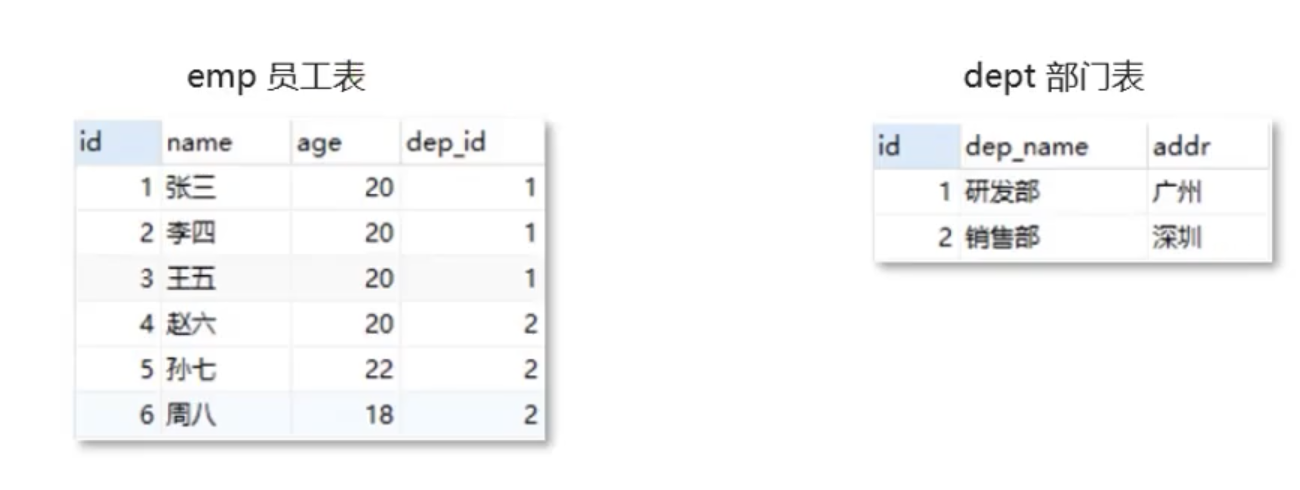 emp 员工表
id name age dep_id
1 张三 20 1
2 李四 20 1
3 王五 20 1
4 赵六 20 2
5 孙七 22 2
6 周八 18 2
dept 部门表
id dep_name addr
1 研发部 广州
2 销售部 深圳